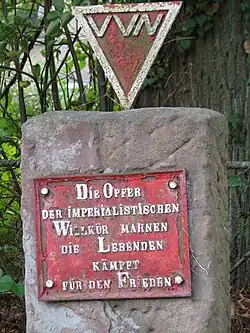 VVN
Die Opfer
der imperialistischen
Willkür mahnen
die Lebenden
kämpft
für den Frieden